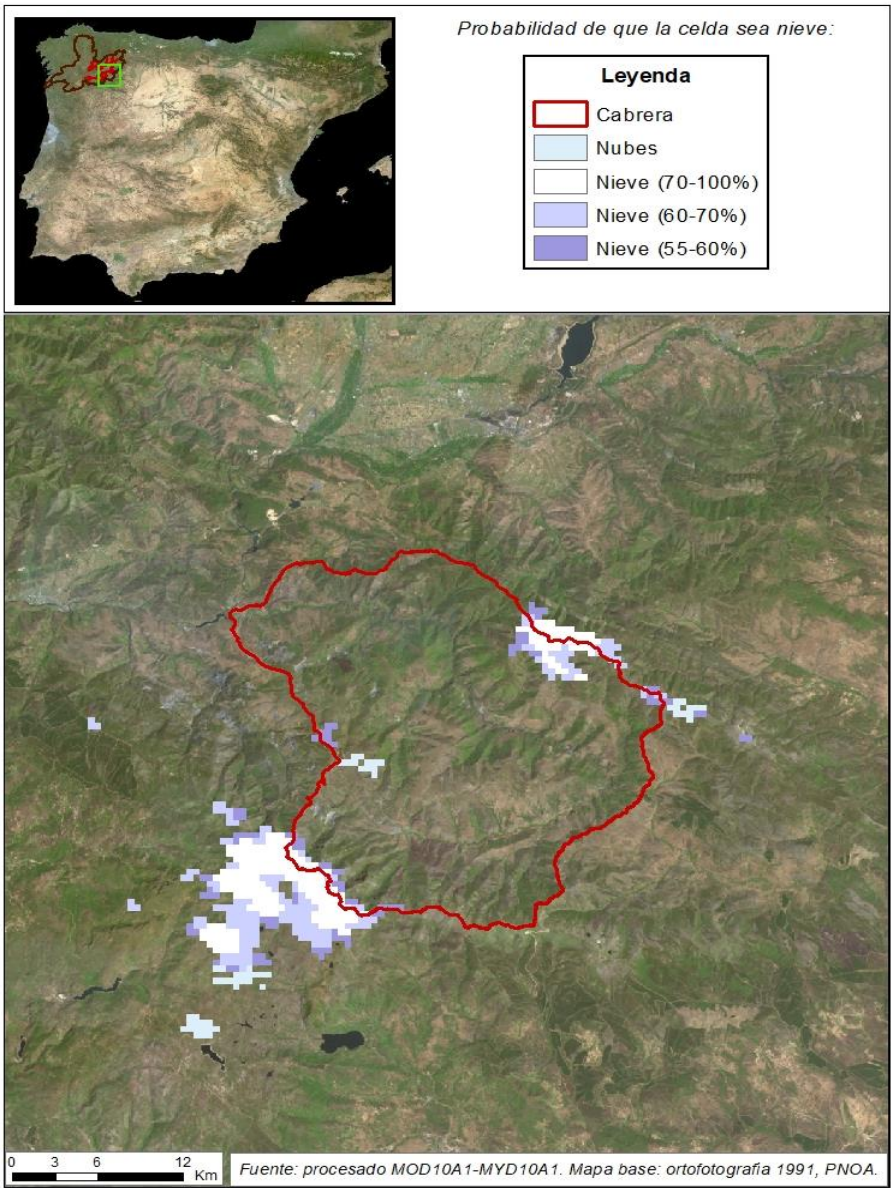 Probabilidad de que la celda sea nieve:
Leyenda
Cabrera
Nubes
Nieve (70-100%)
Nieve (60-70%)
Nieve (55-60%)
0 3 6 12
Km
Fuente: procesado MOD10A1-MYD10A1. Mapa base: ortofotografia 1991, PNOA.